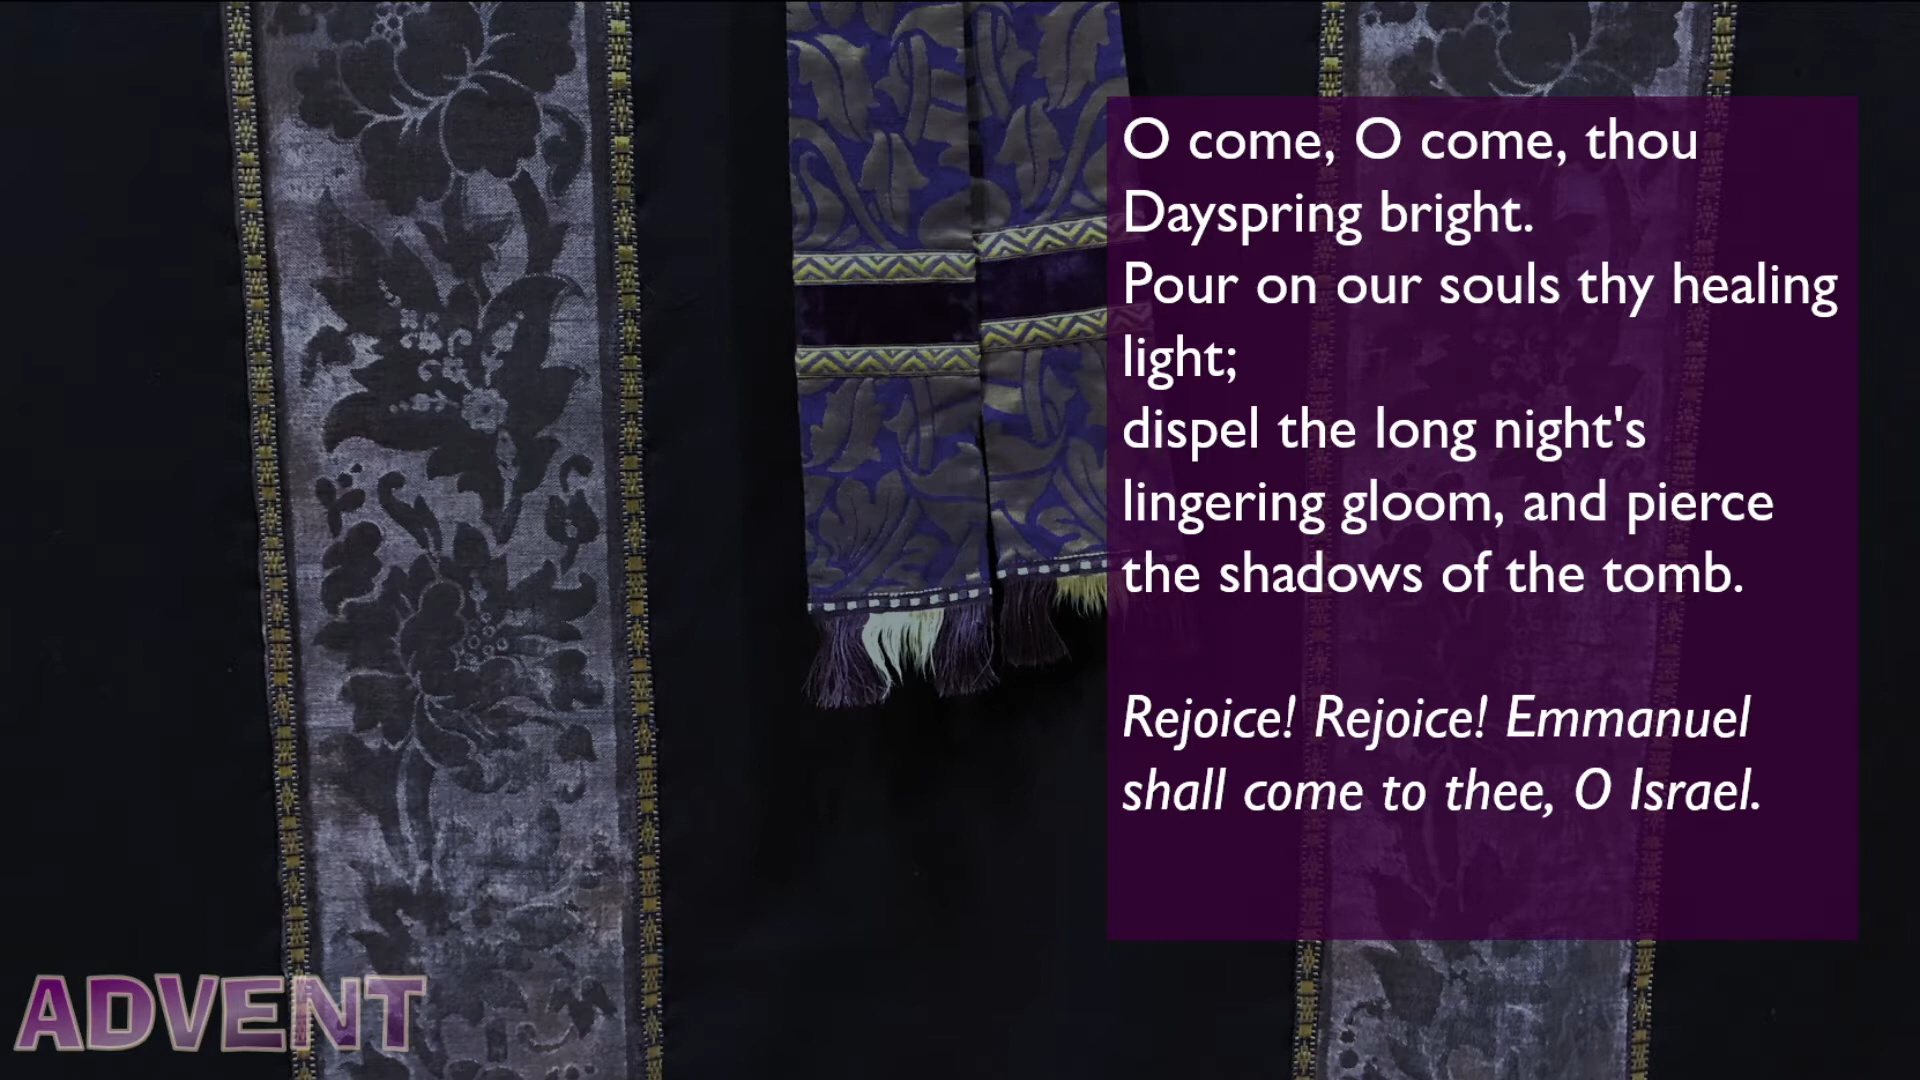 O come, O come, thou
Dayspring bright.
Pour on our souls thy healing
light;
dispel the long night's
lingering gloom, and pierce
the shadows of the tomb.
Rejoice! Rejoice! Emmanuel
shall come to thee, O Israel.
ADVENT